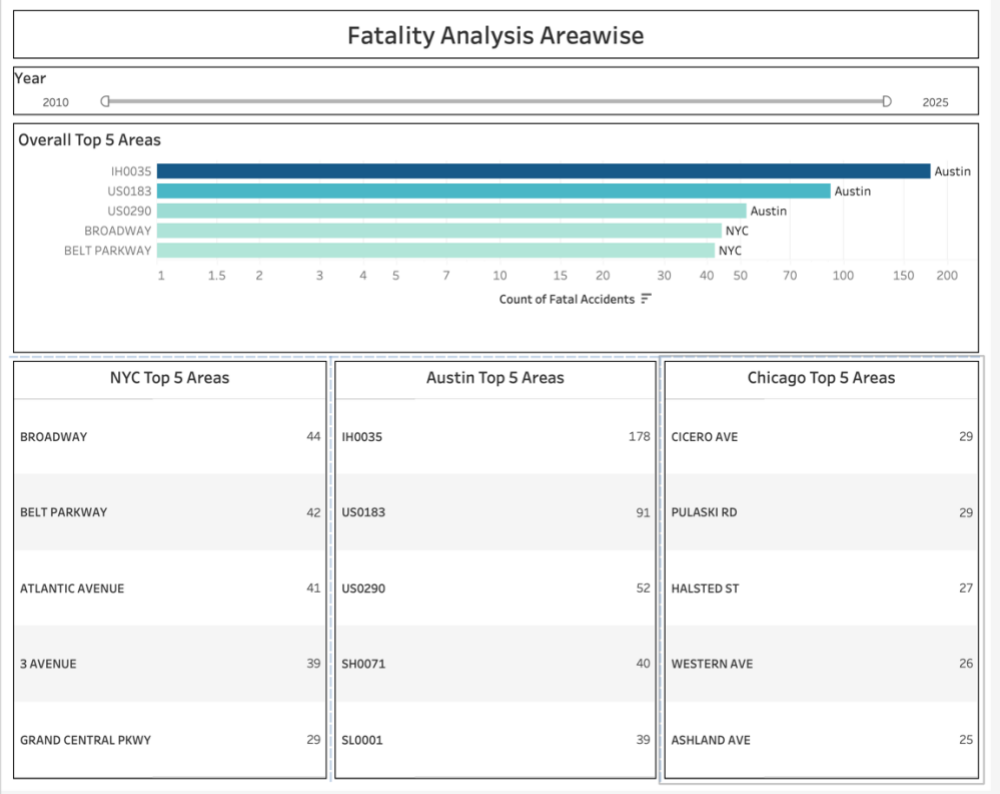 Fatality Analysis Areawise
Year
2010 2025
Overall Top 5 Areas
IH0035 Austin
US0183 Austin
US0290 Austin
BROADWAY NYC
BELT PARKWAY NYC
1 1.5 2 3 4 5 7 10 15 20 30 40 50 70 100 150 200
Count of Fatal Accidents
NYC Top 5 Areas
BROADWAY 44
BELT PARKWAY 42
ATLANTIC AVENUE 41
3 AVENUE 39
GRAND CENTRAL PKWY 29
Austin Top 5 Areas
IH0035 178
US0183 91
US0290 52
SH0071 40
SL0001 39
Chicago Top 5 Areas
CICERO AVE 29
PULASKI RD 29
HALSTED ST 27
WESTERN AVE 26
ASHLAND AVE 25